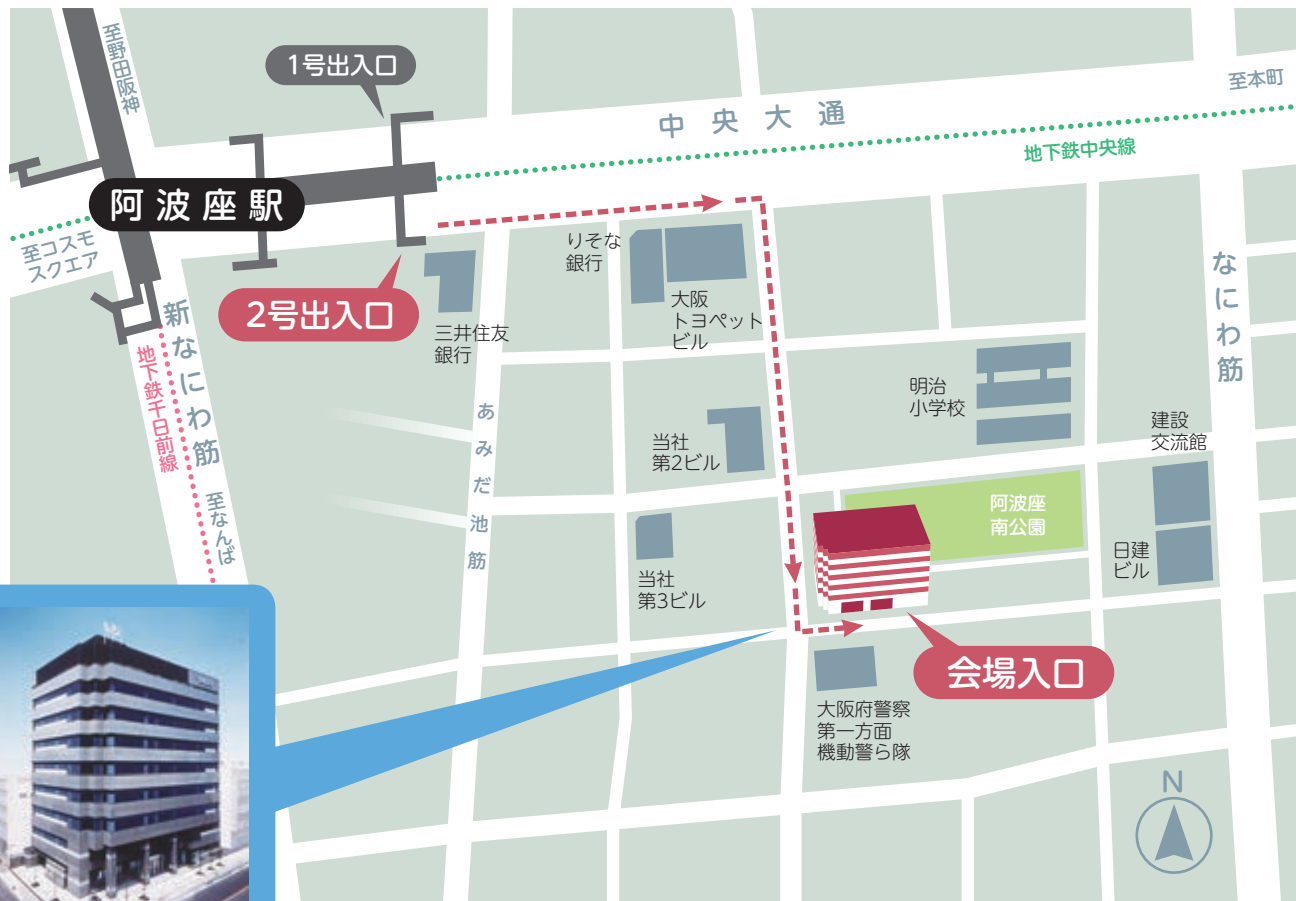 至野田阪神
1号出入口
中央大通
至本町
地下鉄中央線
阿波座駅
至コスモ
スクエア
2号出入口
三井住友
銀行
りそな
銀行
大阪
トヨペット
ビル
新なにわ筋
地下鉄千日前線
至なんば
あみだ池筋
なにわ筋
明治
小学校
当社
第2ビル
建設
交流館
阿波座
南公園
日建
ビル
当社
第3ビル
会場入口
大阪府警察
第一方面
機動警ら隊
N